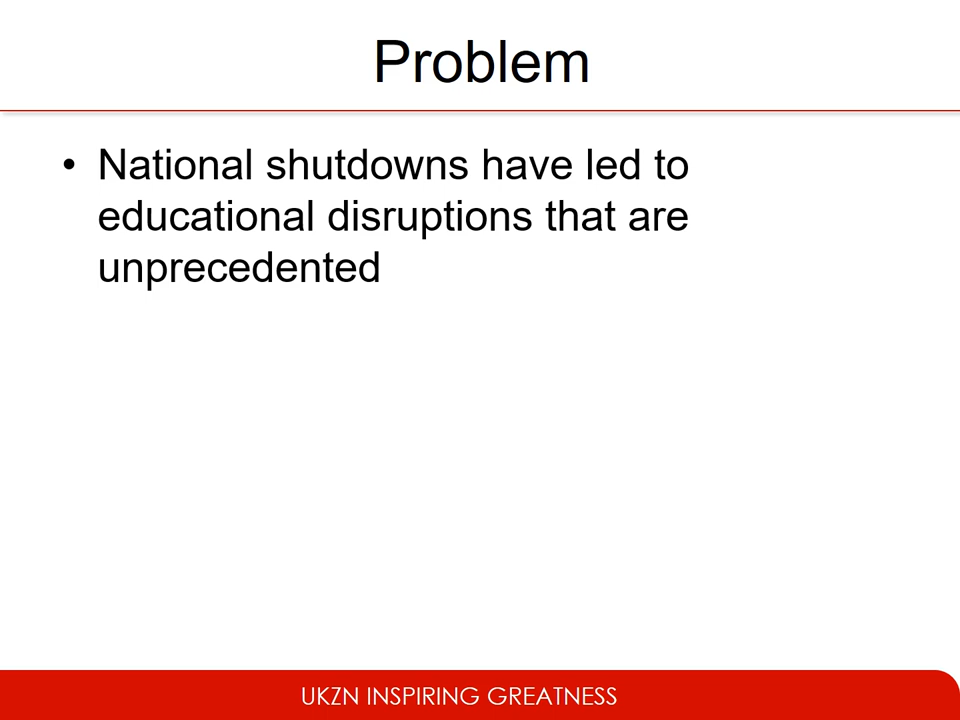 Problem
• National shutdowns have led to
educational disruptions that are
unprecedented
UKZN INSPIRING GREATNESS